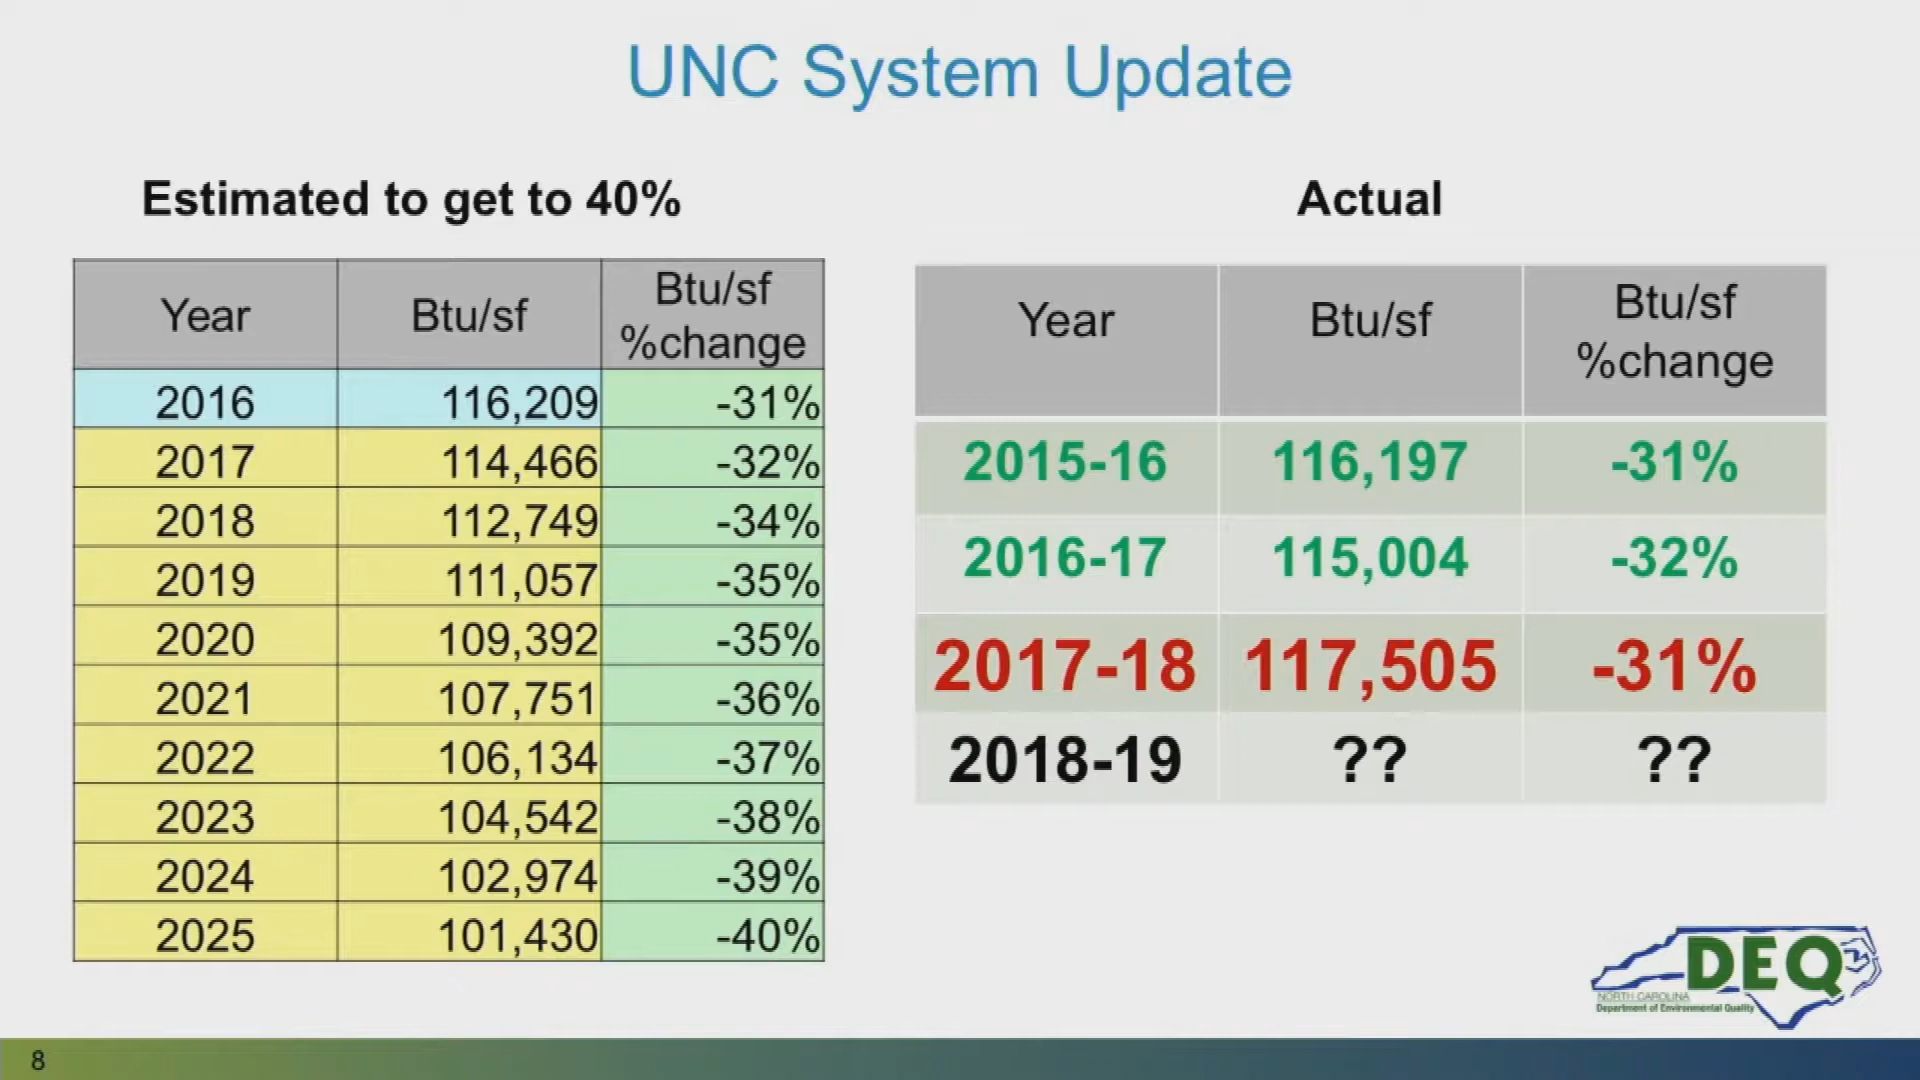 UNC System Update
Estimated to get to 40%
Year Btu/sf Btu/sf
%change
2016 116,209 -31%
2017 114,466 -32%
2018 112,749 -34%
2019 111,057 -35%
2020 109,392 -35%
2021 107,751 -36%
2022 106,134 -37%
2023 104,542 -38%
2024 102,974 -39%
2025 101,430 -40%
Actual
Year Btu/sf Btu/sf
%change
2015-16 116,197 -31%
2016-17 115,004 -32%
2017-18 117,505 -31%
2018-19 ?? ??
DEQ
NORTH CAROLINA
Department of Environmental Quality
8